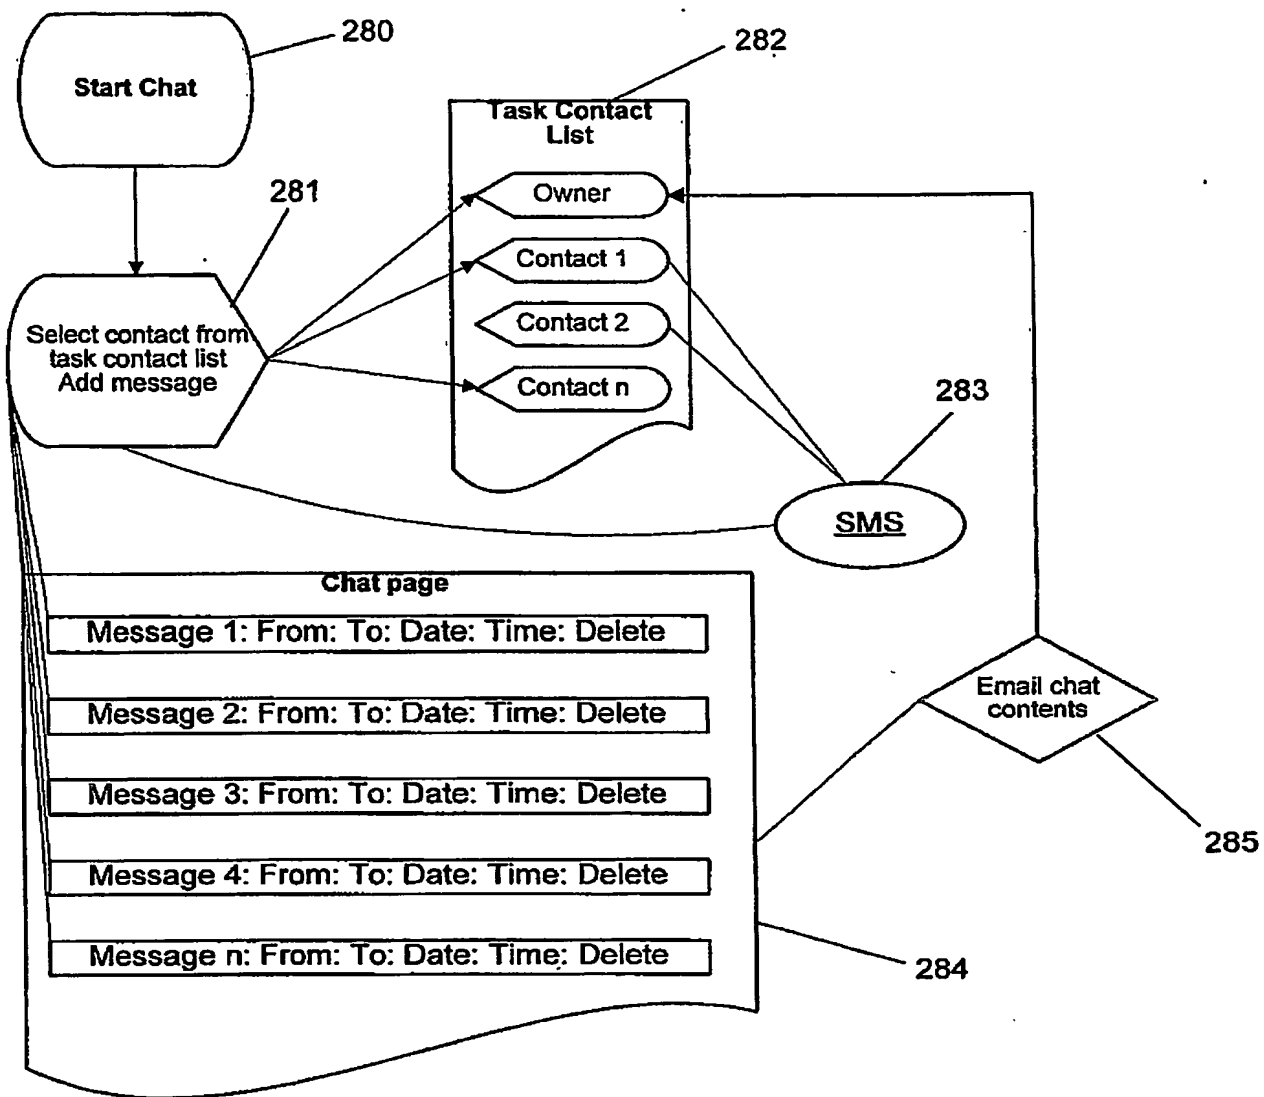 280
Start Chat
282
Task Contact
List
Owner
281
Contact 1
Select contact from
task contact list
Add message
Contact 2
Contact n
283
SMS
Chat page
Message 1: From: To: Date: Time: Delete
Message 2: From: To: Date: Time: Delete
Message 3: From: To: Date: Time: Delete
Message 4: From: To: Date: Time: Delete
Message n: From: To: Date: Time: Delete
Email chat
contents
285
284